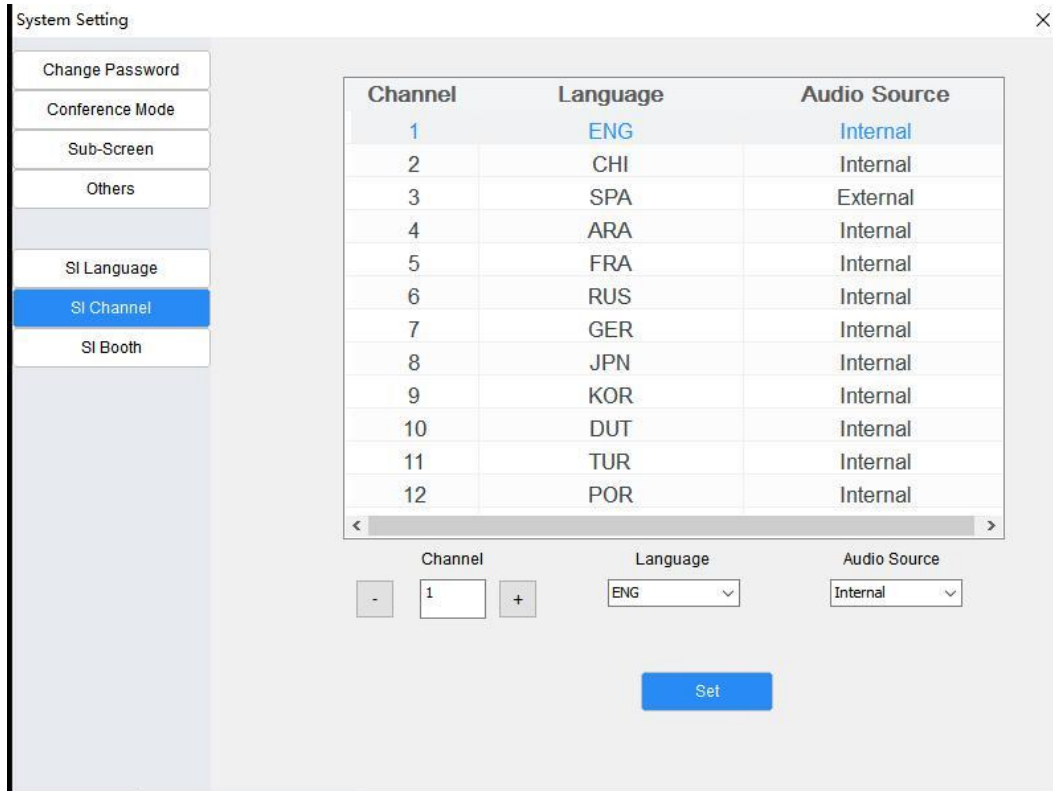 System Setting
Change Password
Conference Mode
Sub-Screen
Others
SI Language
SI Channel
SI Booth
Channel Language Audio Source
1 ENG Internal
2 CHI Internal
3 SPA External
4 ARA Internal
5 FRA Internal
6 RUS Internal
7 GER Internal
8 JPN Internal
9 KOR Internal
10 DUT Internal
11 TUR Internal
12 POR Internal
Channel Language Audio Source
- 1 + ENG Internal
Set